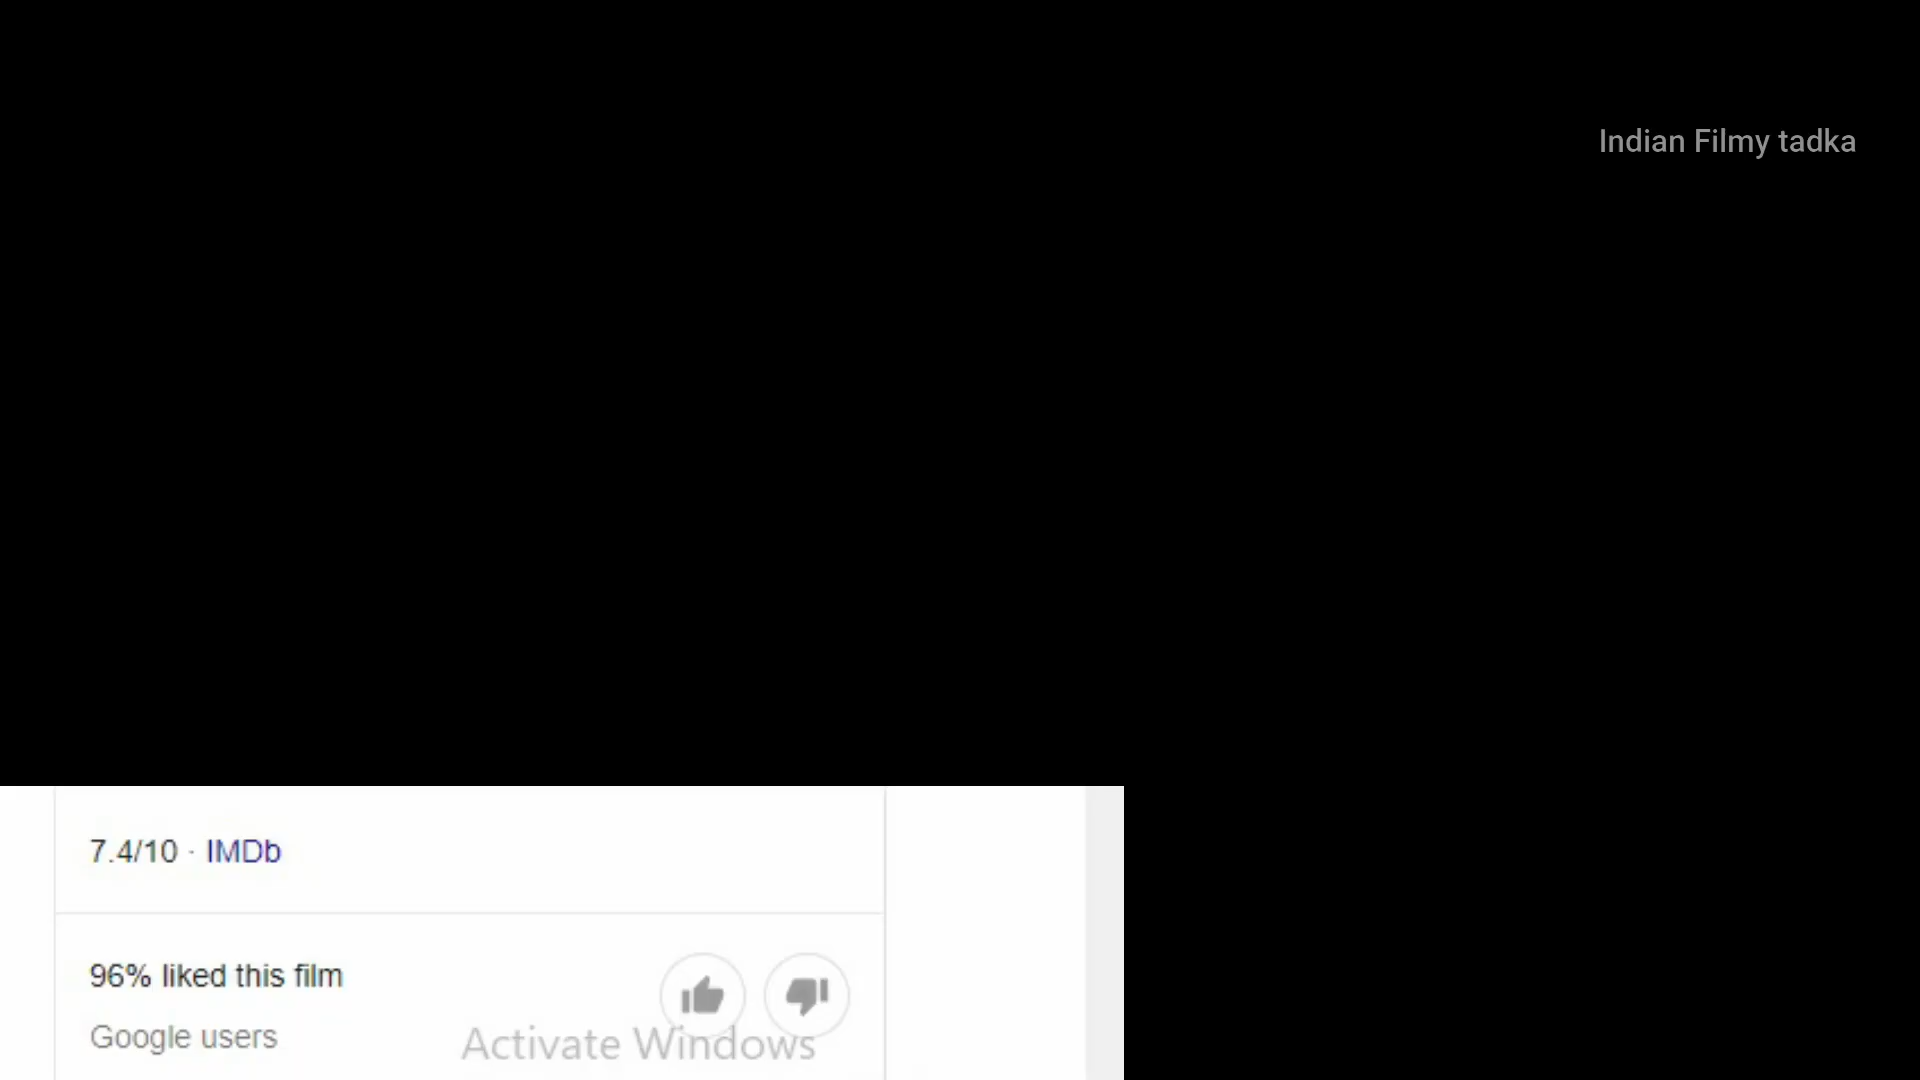 Indian Filmy tadka
7.4/10 · IMDb
96% liked this film
Google users
Activate Windows